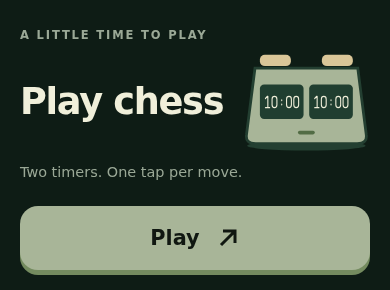 A LITTLE TIME TO PLAY
Play chess
10:00 10:00
Two timers. One tap per move.
Play